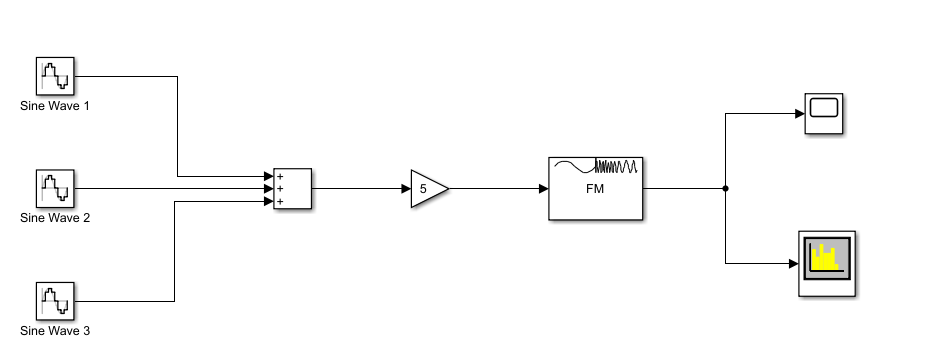 Sine Wave 1
+
+
+
Sine Wave 2
5
FM
Sine Wave 3